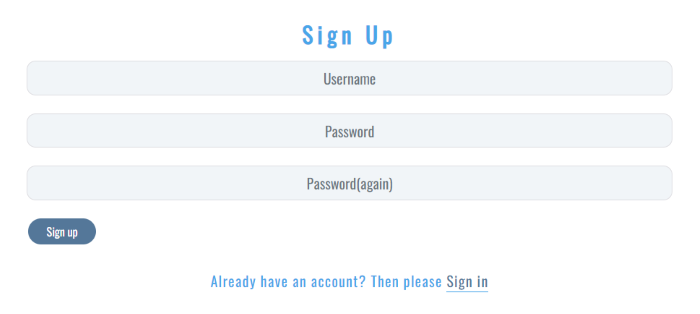 Sign Up
Username
Password
Password(again)
Sign up
Already have an account? Then please Sign in